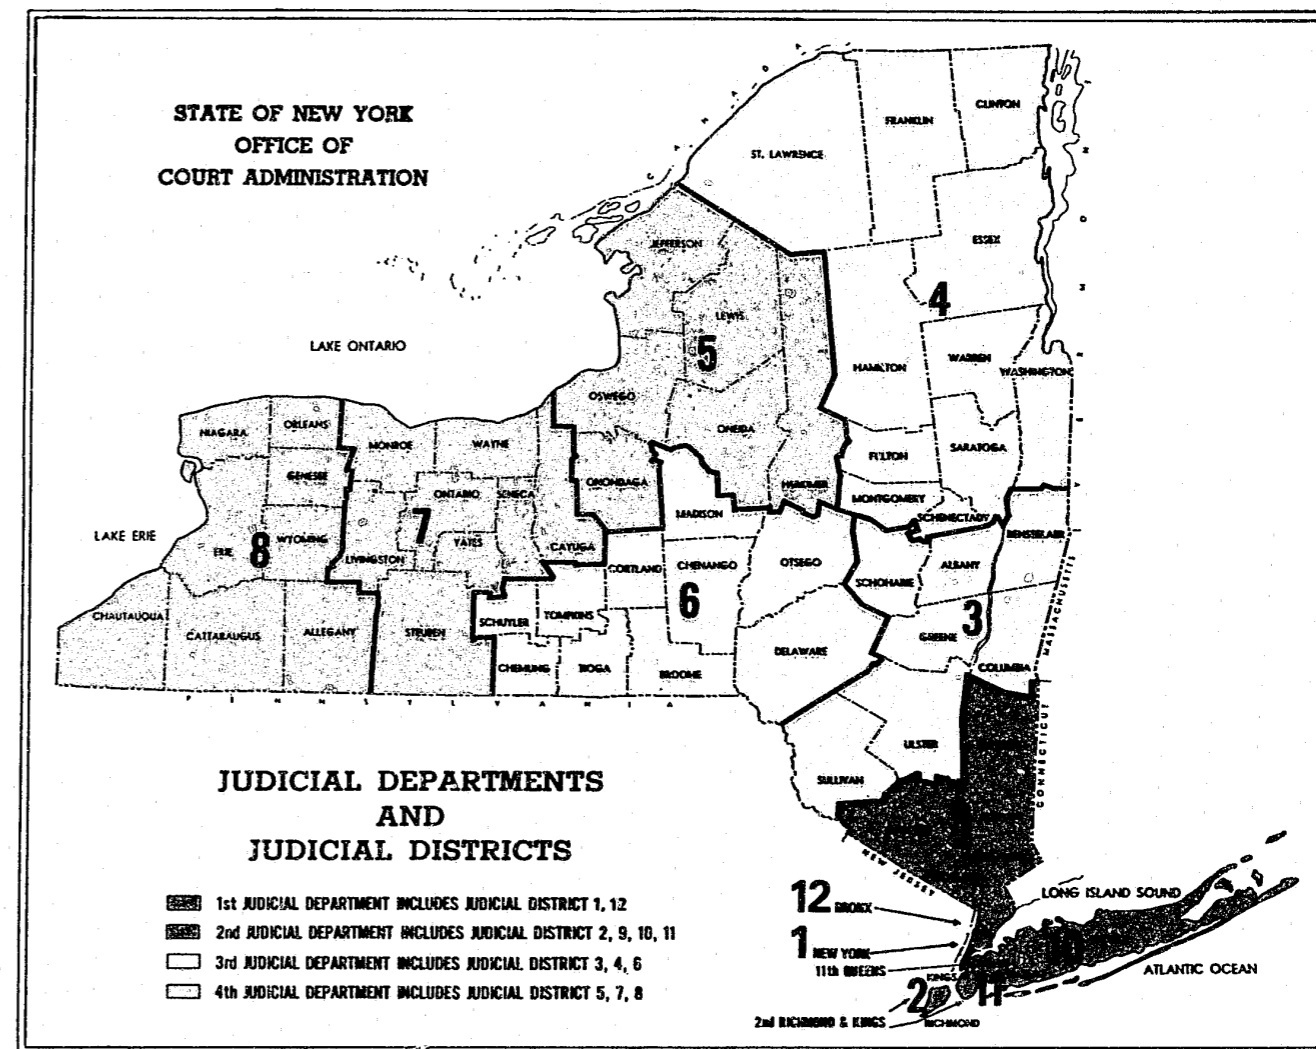 STATE OF NEW YORK
OFFICE OF
COURT ADMINISTRATION
CANADA
CLINTON
FRANKLIN
ST. LAWRENCE
ESSEX
JEFFERSON
4
LEWIS
5
LAKE ONTARIO
HAMILTON
WARREN
WASHINGTON
OSWEGO
ONEIDA
HERKIMER
NIAGARA
ORLEANS
MONROE
WAYNE
FULTON
SARATOGA
GENESEE
ONTARIO
SENECA
ONONDAGA
MONTGOMERY
MADISON
SCHENECTADY
RENSSELAER
LAKE ERIE
ERIE
8
WYOMING
7
LIVINGSTON
YATES
CAYUGA
CORTLAND
CHENANGO
OTSEGO
SCHOHARIE
ALBANY
6
3
CHAUTAUQUA
CATTARAUGUS
ALLEGANY
STEUBEN
SCHUYLER
TOMPKINS
DELAWARE
GREENE
MASSACHUSETTS
CHEMUNG
TIOGA
BROOME
COLUMBIA
PENNSYLVANIA
CONNECTICUT
ULSTER
SULLIVAN
JUDICIAL DEPARTMENTS
AND
JUDICIAL DISTRICTS
NEW JERSEY
1st JUDICIAL DEPARTMENT INCLUDES JUDICIAL DISTRICT 1, 12
2nd JUDICIAL DEPARTMENT INCLUDES JUDICIAL DISTRICT 2, 9, 10, 11
3rd JUDICIAL DEPARTMENT INCLUDES JUDICIAL DISTRICT 3, 4, 6
4th JUDICIAL DEPARTMENT INCLUDES JUDICIAL DISTRICT 5, 7, 8
12 BRONX
LONG ISLAND SOUND
1 NEW YORK
10
11th QUEENS
ATLANTIC OCEAN
KINGS
2
11
2nd RICHMOND & KINGS
RICHMOND